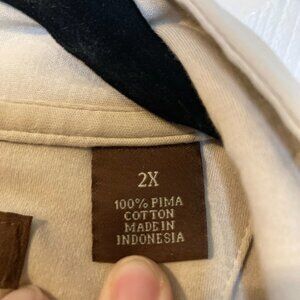 2X
100% PIMA
COTTON
MADE IN
INDONESIA